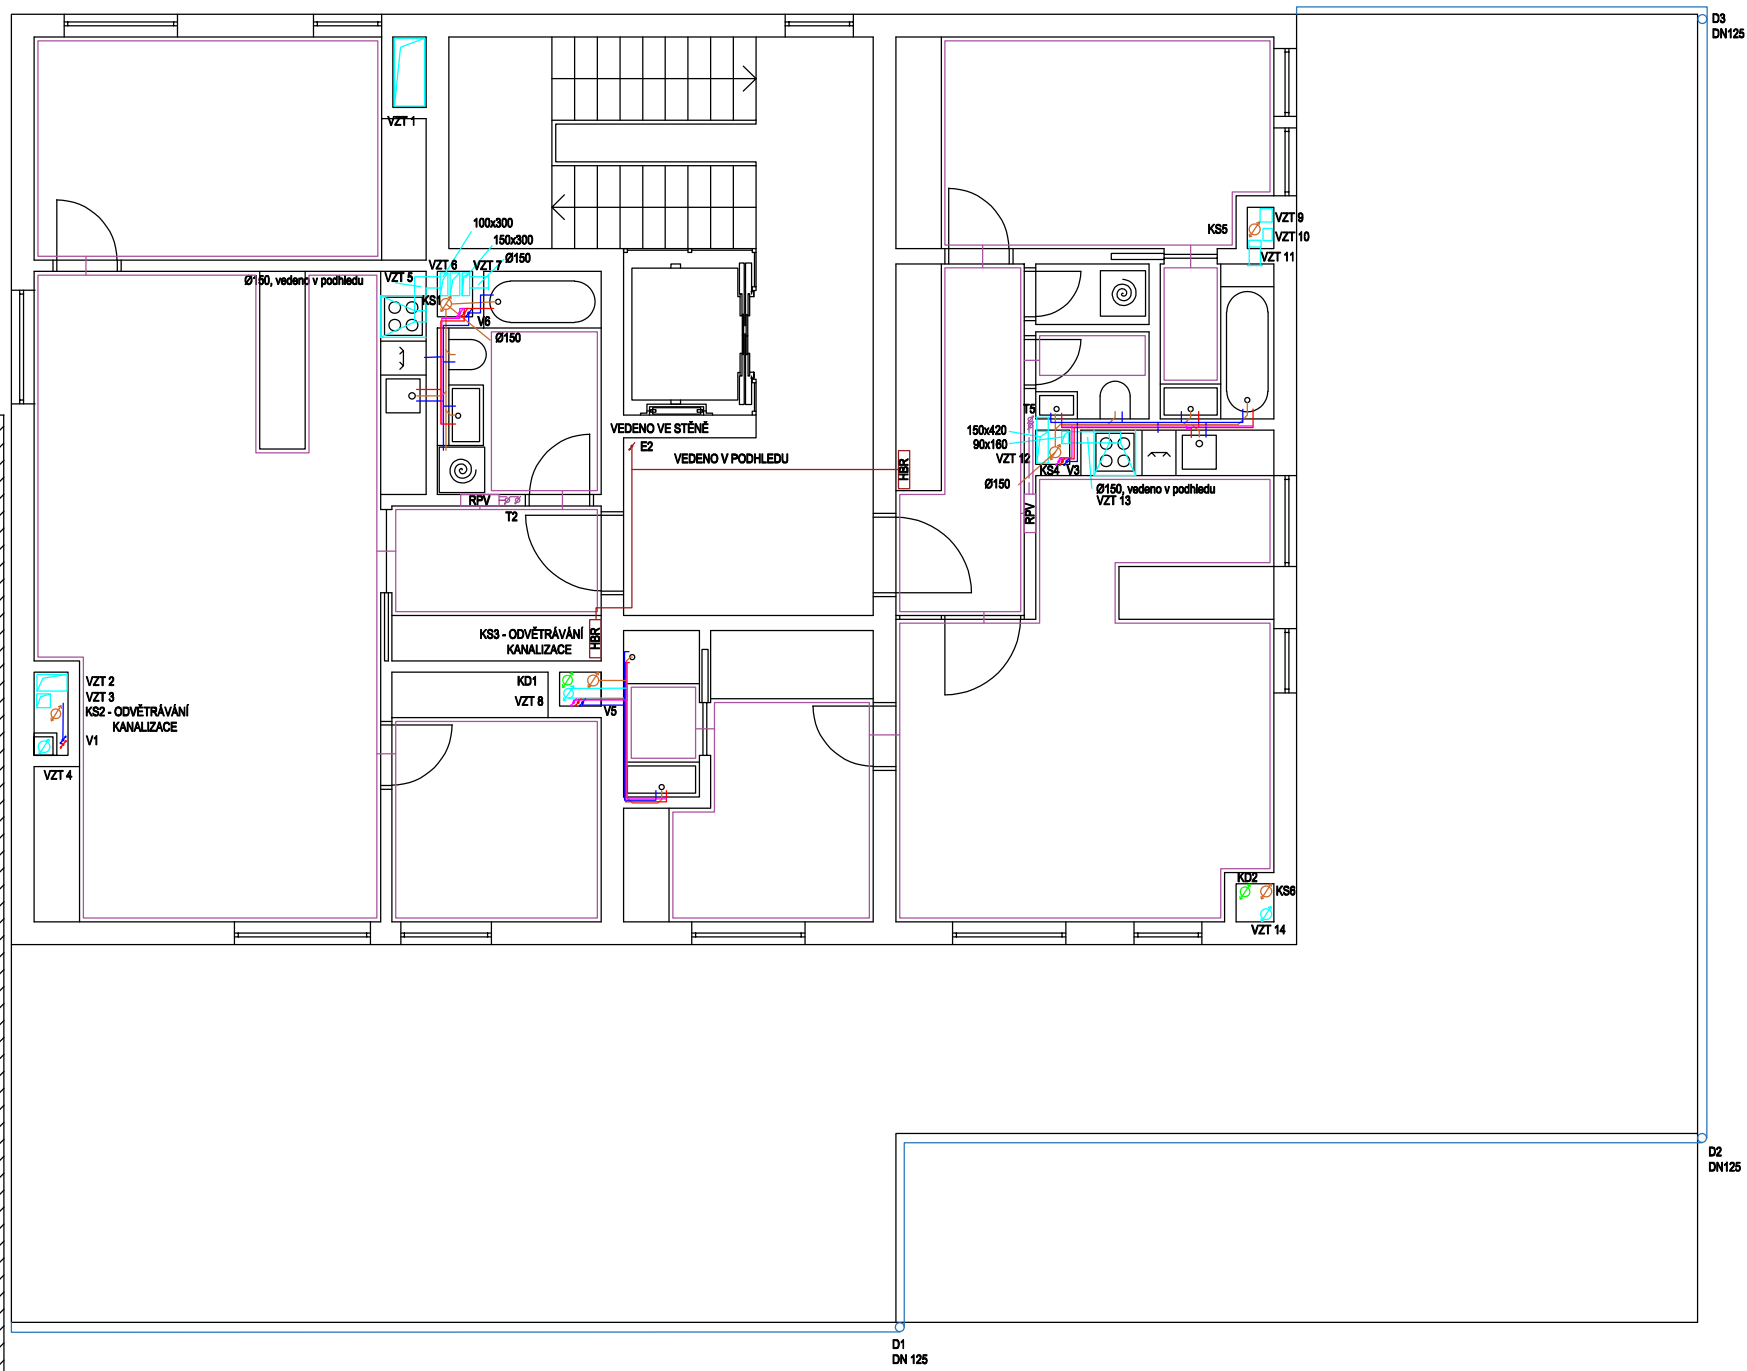 D3
DN125
VZT 1
100x300
150x300
Ø150
VZT 6
VZT 7
VZT 5
Ø150, vedeno v podhledu
KS1
V6
Ø150
KS5
VZT 9
VZT 10
VZT 11
VEDENO VE STĚNĚ
E2
VEDENO V PODHLEDU
HBR
T5
150x420
90x160
VZT 12
KS4
V3
Ø150
Ø150, vedeno v podhledu
VZT 13
RPV
RPV
T2
KS3 - ODVĚTRÁVÁNÍ
KANALIZACE
HBR
KD1
VZT 8
V5
VZT 2
VZT 3
KS2 - ODVĚTRÁVÁNÍ
KANALIZACE
V1
VZT 4
KD2
KS6
VZT 14
D2
DN125
D1
DN 125